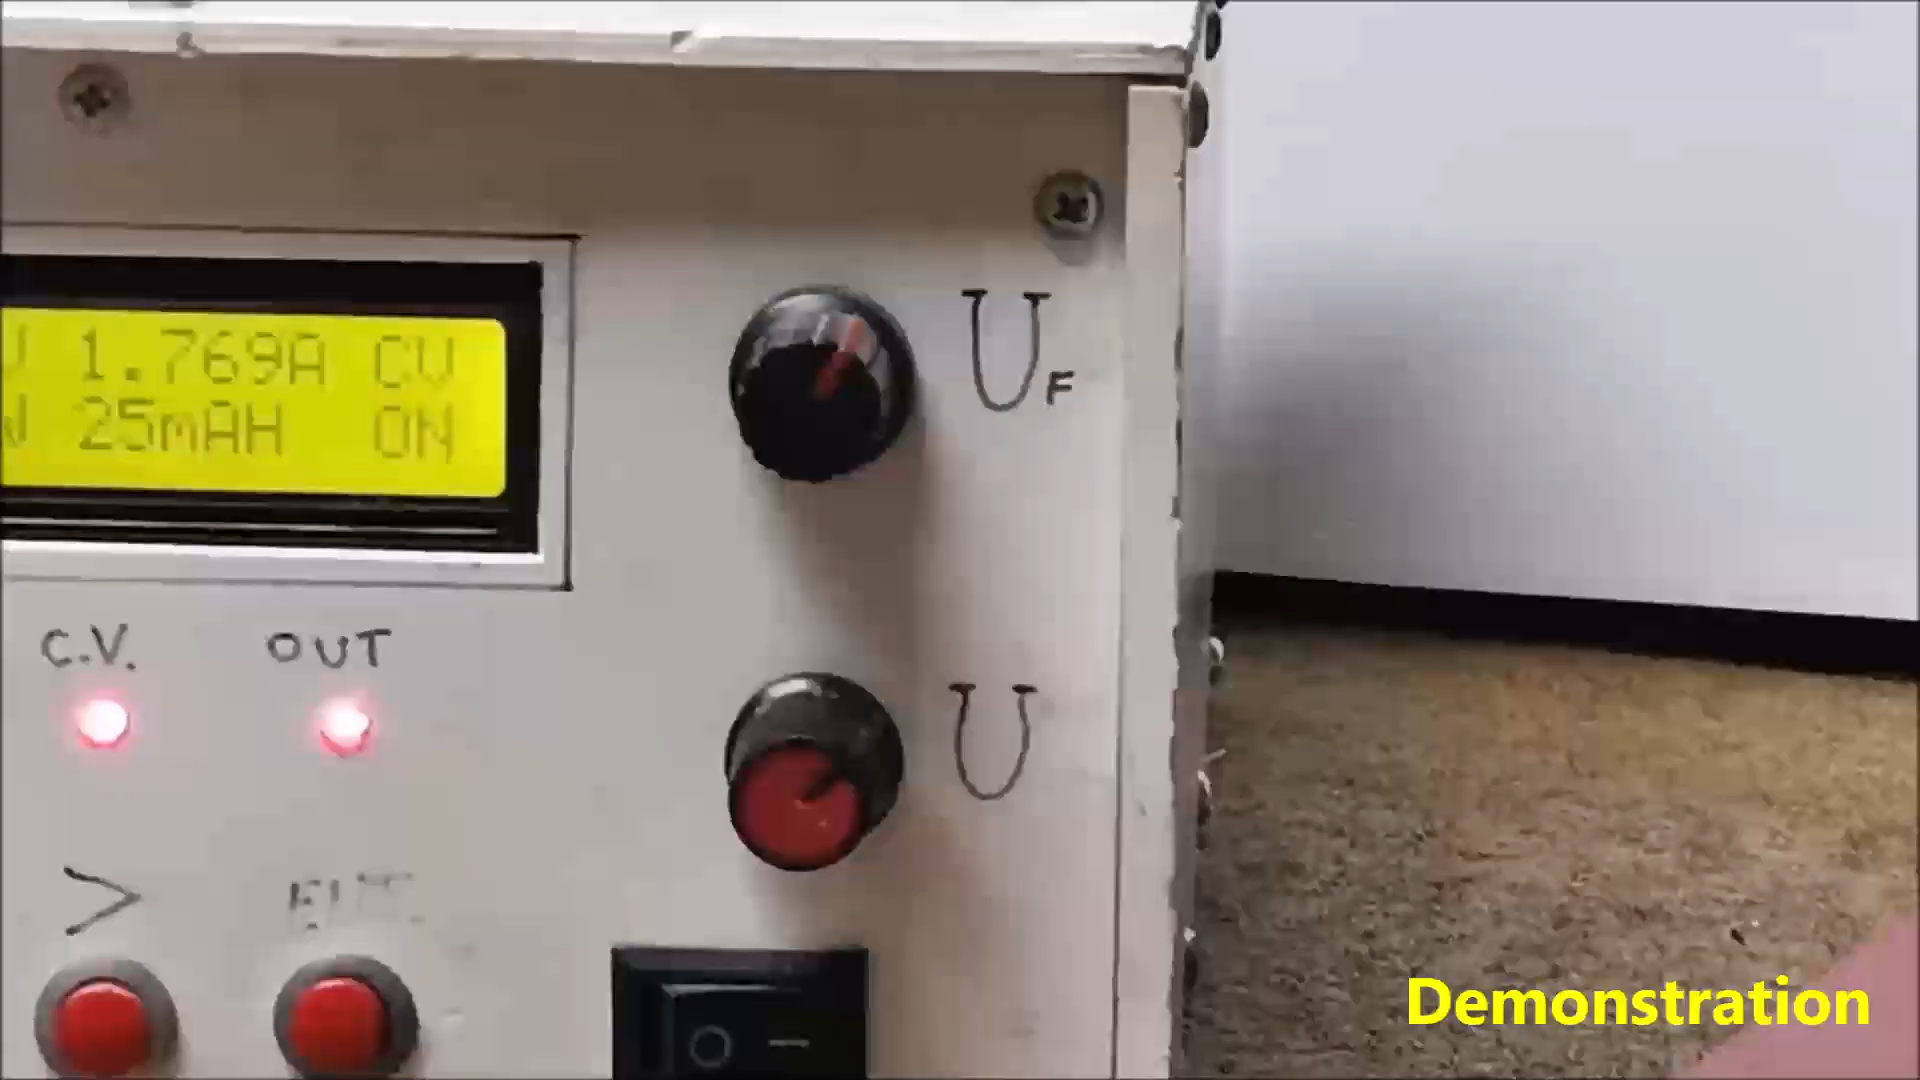 1.769A CV
25mAH ON
UF
C.V. OUT
U
>
Demonstration